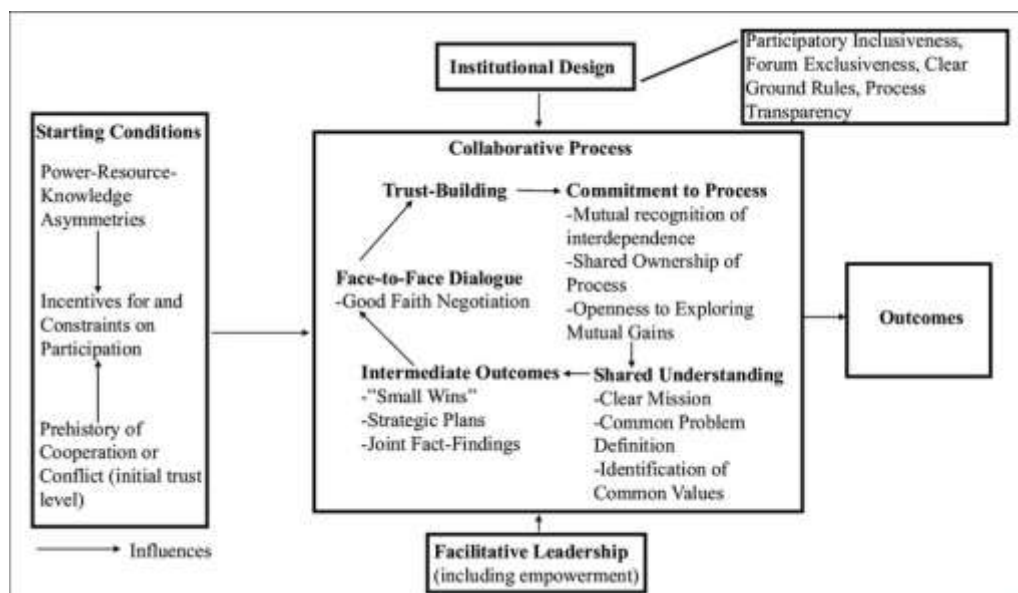 Institutional Design
Participatory Inclusiveness,
Forum Exclusiveness, Clear
Ground Rules, Process
Transparency
Starting Conditions
Power-Resource-
Knowledge
Asymmetries
Incentives for and
Constraints on
Participation
Prehistory of
Cooperation or
Conflict (initial trust
level)
Collaborative Process
Trust-Building
Commitment to Process
-Mutual recognition of
interdependence
-Shared Ownership of
Process
-Openness to Exploring
Mutual Gains
Face-to-Face Dialogue
-Good Faith Negotiation
Intermediate Outcomes
-"Small Wins"
-Strategic Plans
-Joint Fact-Findings
Shared Understanding
-Clear Mission
-Common Problem
Definition
-Identification of
Common Values
Outcomes
Influences
Facilitative Leadership
(including empowerment)